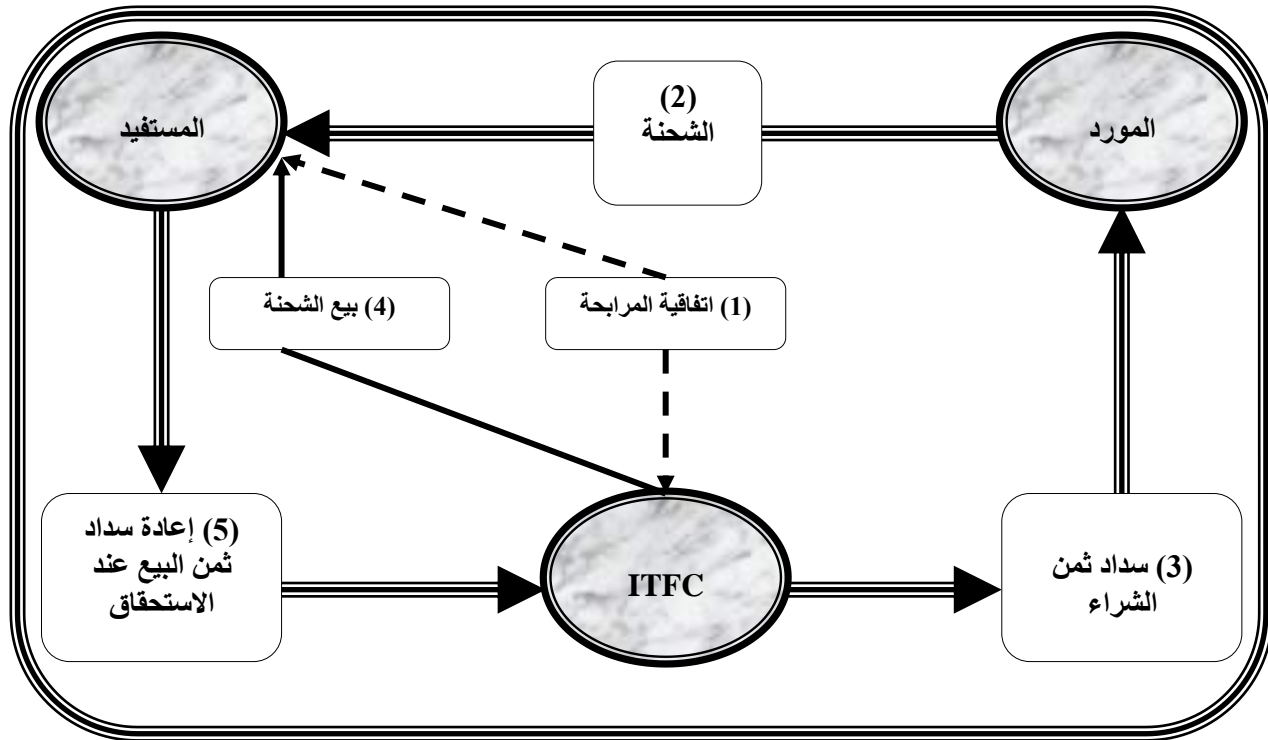 (2)
الشحنة
المورد
المستفيد
(1) اتفاقية المرابحة
(4) بيع الشحنة
(3) سداد ثمن
الشراء
ITFC
(5) إعادة سداد
ثمن البيع عند
الاستحقاق